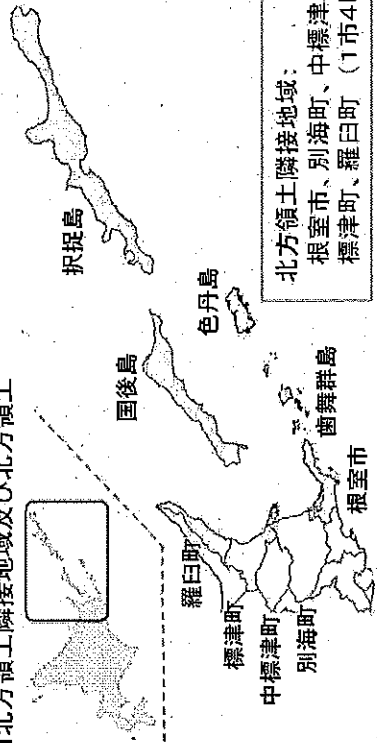 北方領土隣接地域及び北方領土
択捉島
国後島
色丹島
歯舞群島
羅臼町
標津町
中標津町
別海町
根室市
北方領土隣接地域:
根室市、別海町、中標津
標津町、羅臼町（1市4